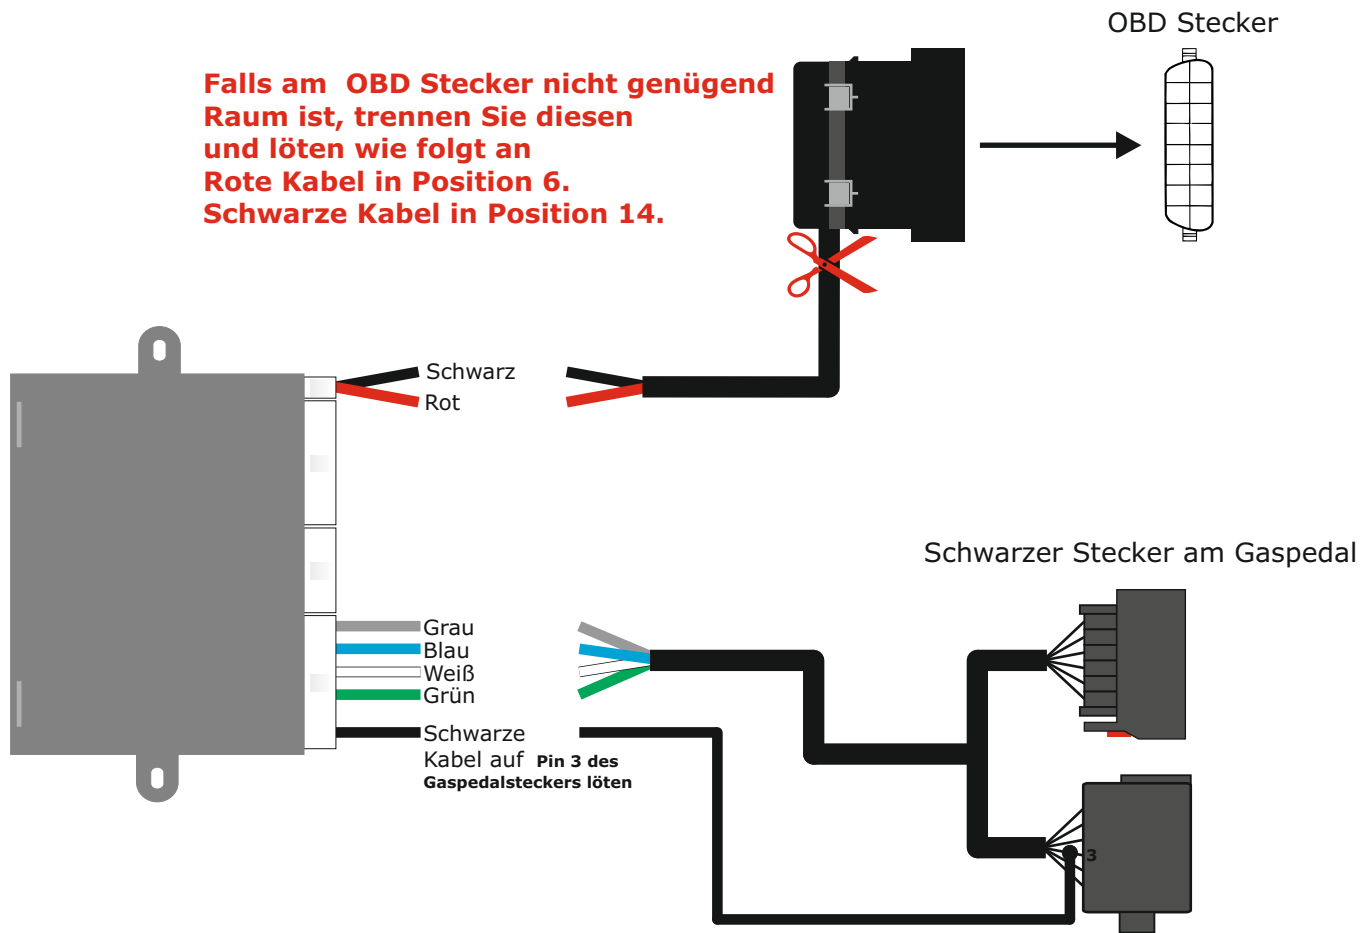 OBD Stecker
Falls am OBD Stecker nicht genügend
Raum ist, trennen Sie diesen
und löten wie folgt an
Rote Kabel in Position 6.
Schwarze Kabel in Position 14.
Schwarz
Rot
Schwarzer Stecker am Gaspedal
Grau
Blau
Weiß
Grün
Schwarze
Kabel auf Pin 3 des
Gaspedalsteckers löten
3